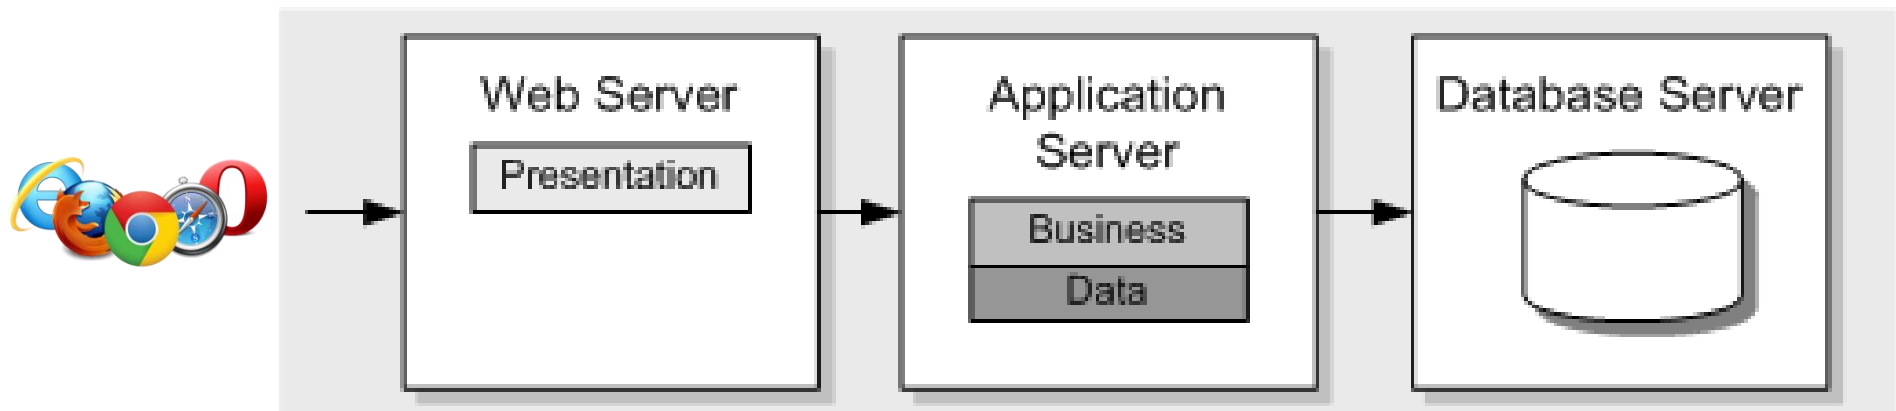 Web Server
Presentation
Application
Server
Business
Data
Database Server